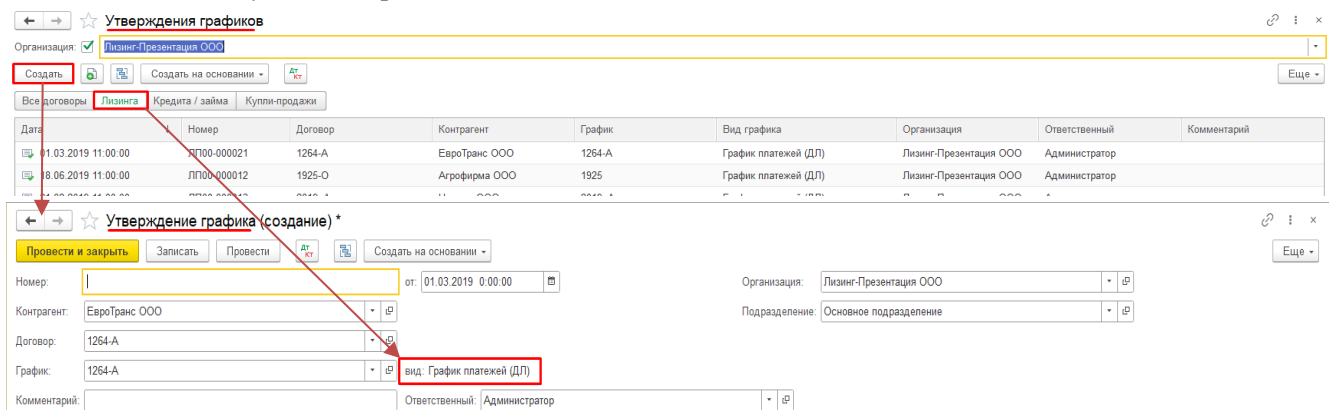 Утверждения графиков
Организация: Лизинг-Презентация ООО
Создать Создать на основании Дт Кт Еще
Все договоры Лизинга Кредита / займа Купли-продажи
Дата ↓ Номер Договор Контрагент График Вид графика Организация Ответственный Комментарий
01.03.2019 11:00:00 ЛП00-000021 1264-А ЕвроТранс ООО 1264-А График платежей (ДЛ) Лизинг-Презентация ООО Администратор
18.06.2019 11:00:00 ЛП00-000012 1925-О Агрофирма ООО 1925 График платежей (ДЛ) Лизинг-Презентация ООО Администратор
Утверждение графика (создание) *
Провести и закрыть Записать Провести Дт Кт Создать на основании Еще
Номер: от: 01.03.2019 0:00:00 Организация: Лизинг-Презентация ООО
Контрагент: ЕвроТранс ООО Подразделение: Основное подразделение
Договор: 1264-А
График: 1264-А вид: График платежей (ДЛ)
Комментарий: Ответственный: Администратор